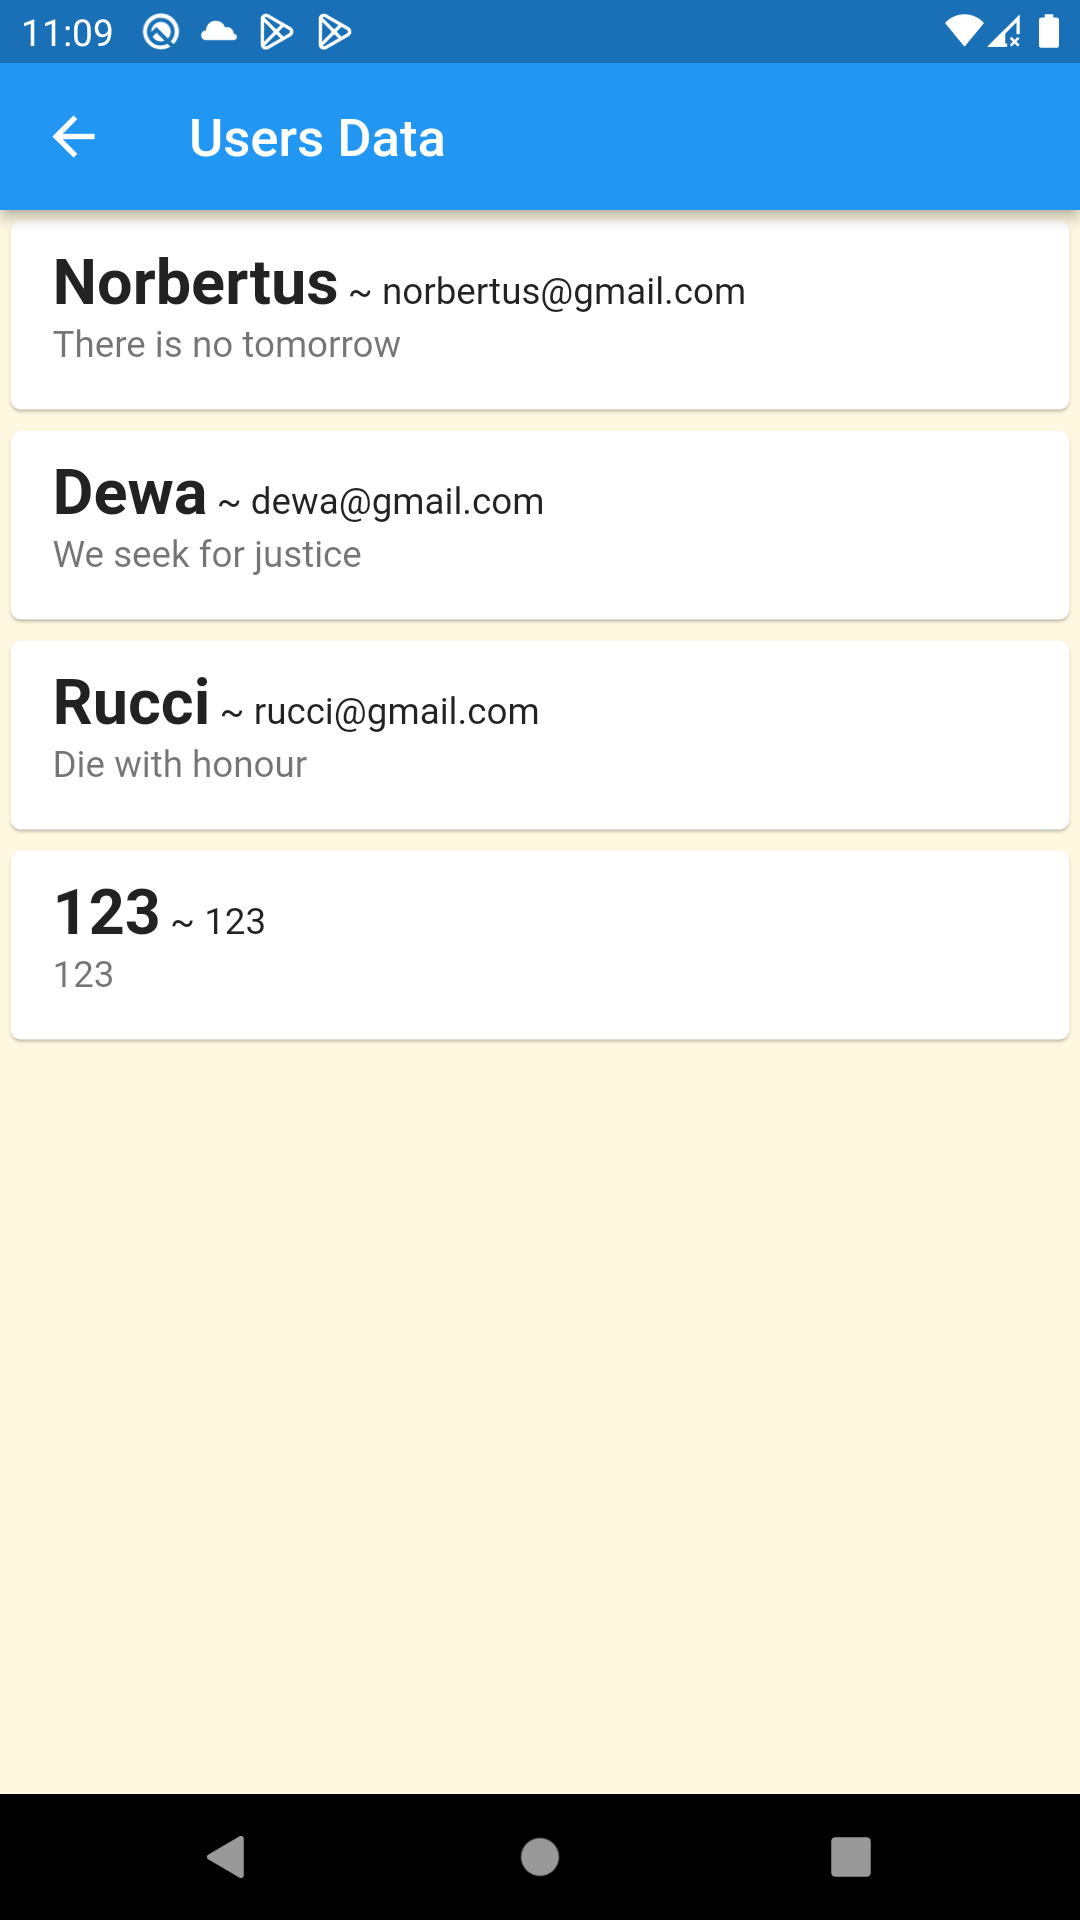 11:09
Users Data
Norbertus ~ norbertus@gmail.com
There is no tomorrow
Dewa ~ dewa@gmail.com
We seek for justice
Rucci ~ rucci@gmail.com
Die with honour
123 ~ 123
123